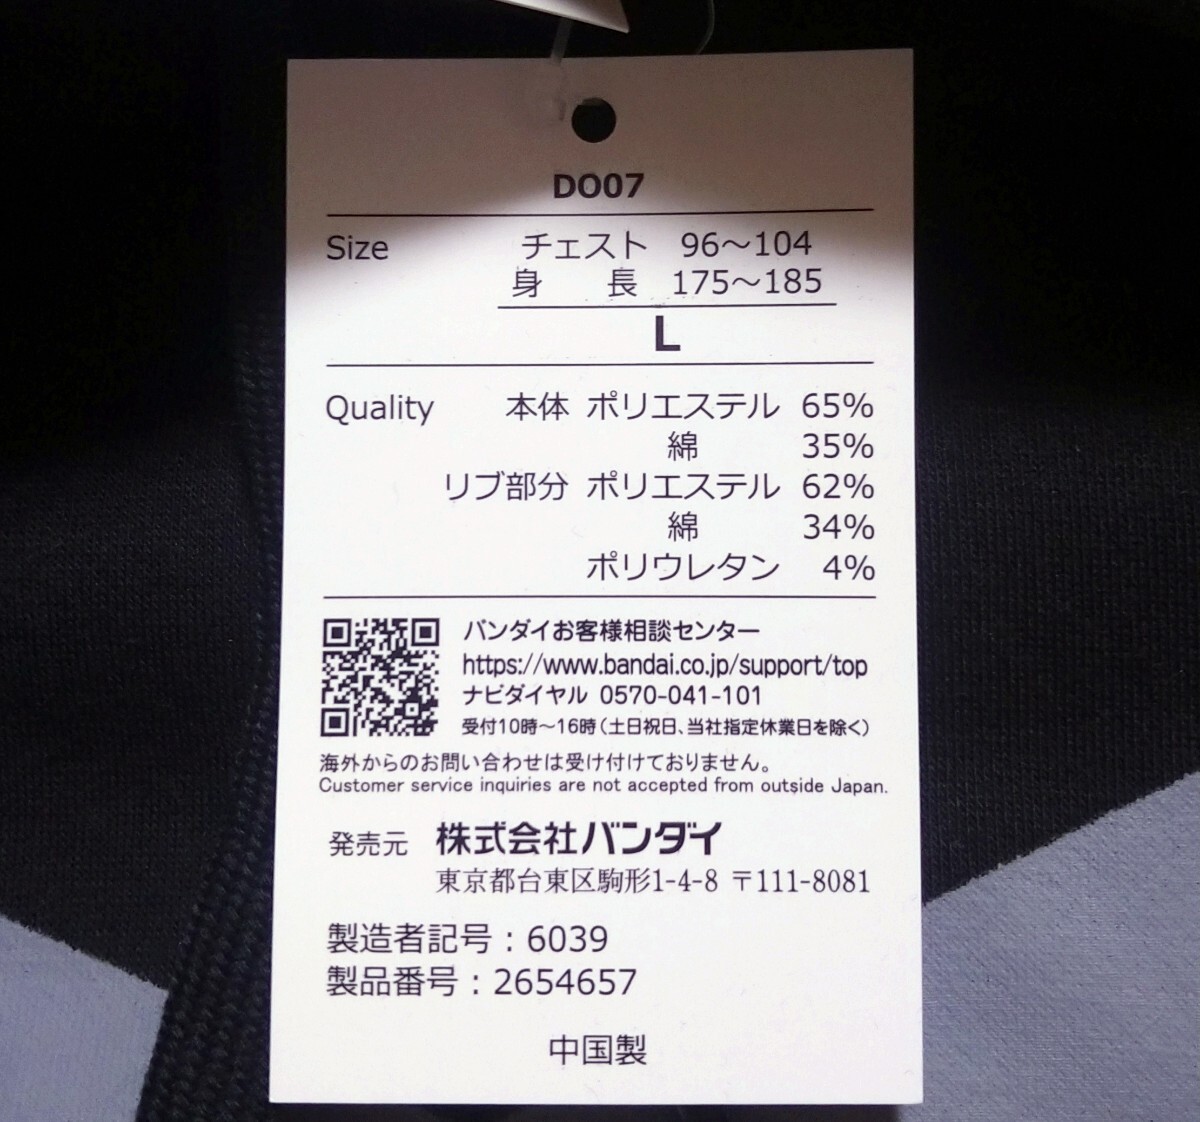 DO07
Size チェスト 96～104
身 長 175～185
L
Quality 本体 ポリエステル 65%
綿 35%
リブ部分 ポリエステル 62%
綿 34%
ポリウレタン 4%
バンダイお客様相談センター
https://www.bandai.co.jp/support/top
ナビダイヤル 0570-041-101
受付10時～16時(土日祝日、当社指定休業日を除く)
海外からのお問い合わせは受け付けておりません。
Customer service inquiries are not accepted from outside Japan.
発売元 株式会社バンダイ
東京都台東区駒形1-4-8 〒111-8081
製造者記号：6039
製品番号：2654657
中国製